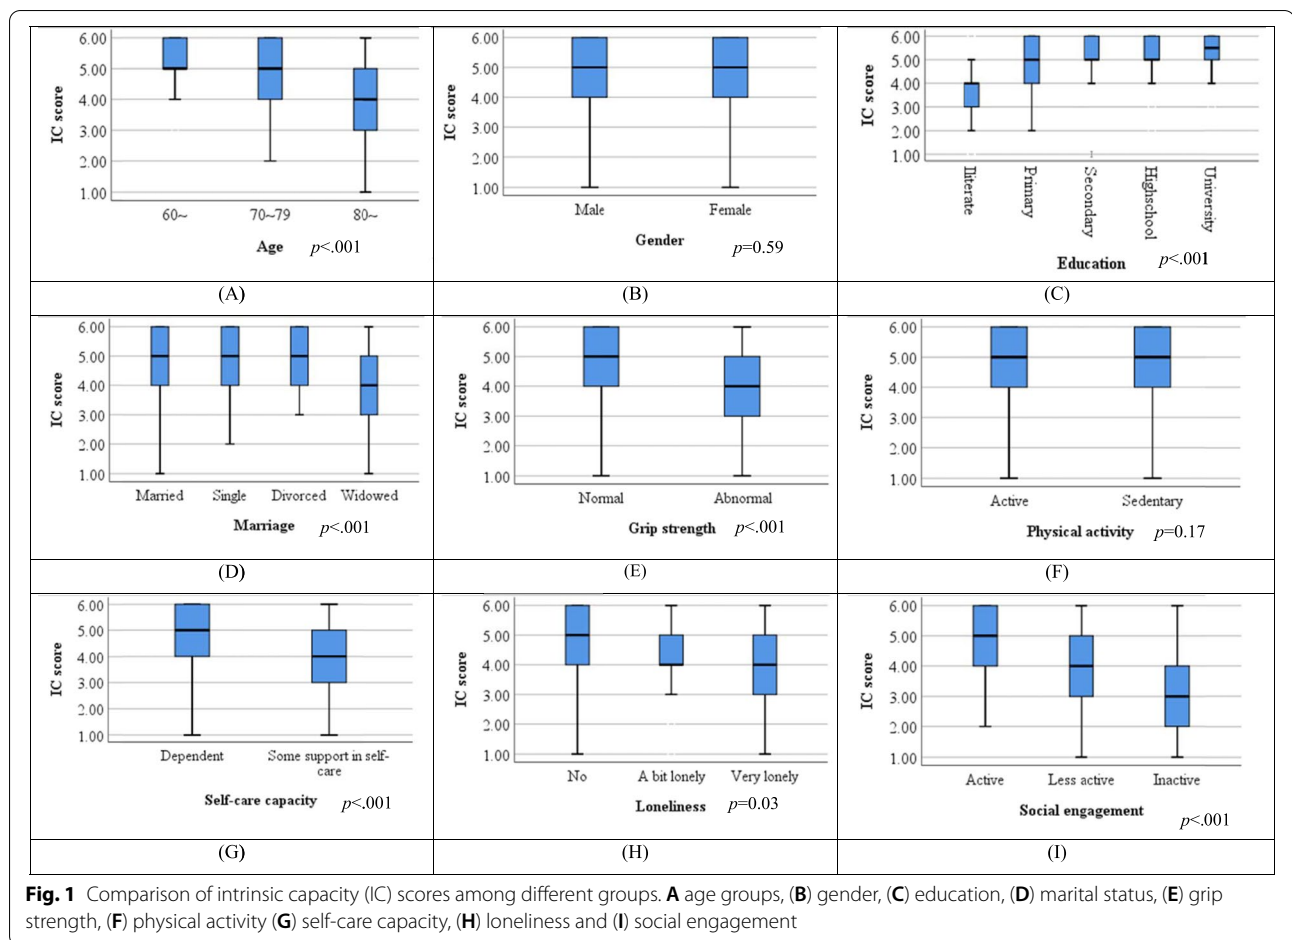 6.00
5.00
4.00
3.00
2.00
1.00
IC score
60~ 70~79 80~
Age p<.001
6.00
5.00
4.00
3.00
2.00
1.00
IC score
Male Female
Gender p=0.59
6.00
5.00
4.00
3.00
2.00
1.00
IC score
Iliterate Primary Secondary Highschool University
Education p<.001
(A) (B) (C)
6.00
5.00
4.00
3.00
2.00
1.00
IC score
Married Single Divorced Widowed
Marriage p<.001
6.00
5.00
4.00
3.00
2.00
1.00
IC score
Normal Abnormal
Grip strength p<.001
6.00
5.00
4.00
3.00
2.00
1.00
IC score
Active Sedentary
Physical activity p=0.17
(D) (E) (F)
6.00
5.00
4.00
3.00
2.00
1.00
IC score
Dependent Some support in self-
care
Self-care capacity p<.001
6.00
5.00
4.00
3.00
2.00
1.00
IC score
No A bit lonely Very lonely
Loneliness p=0.03
6.00
5.00
4.00
3.00
2.00
1.00
IC score
Active Less active Inactive
Social engagement
p<.001
(G) (H) (I)
Fig. 1 Comparison of intrinsic capacity (IC) scores among different groups. A age groups, (B) gender, (C) education, (D) marital status, (E) grip
strength, (F) physical activity (G) self-care capacity, (H) loneliness and (I) social engagement